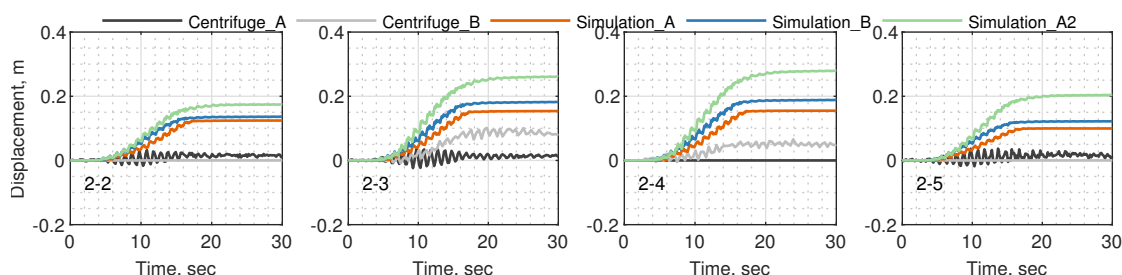 Centrifuge_A Centrifuge_B Simulation_A Simulation_B Simulation_A2
0.4 0.4 0.4 0.4
0.2 0.2 0.2 0.2
0 0 0 0
-0.2 -0.2 -0.2 -0.2
Displacement, m
2-2 2-3 2-4 2-5
0 10 20 30 0 10 20 30 0 10 20 30 0 10 20 30
Time, sec Time, sec Time, sec Time, sec